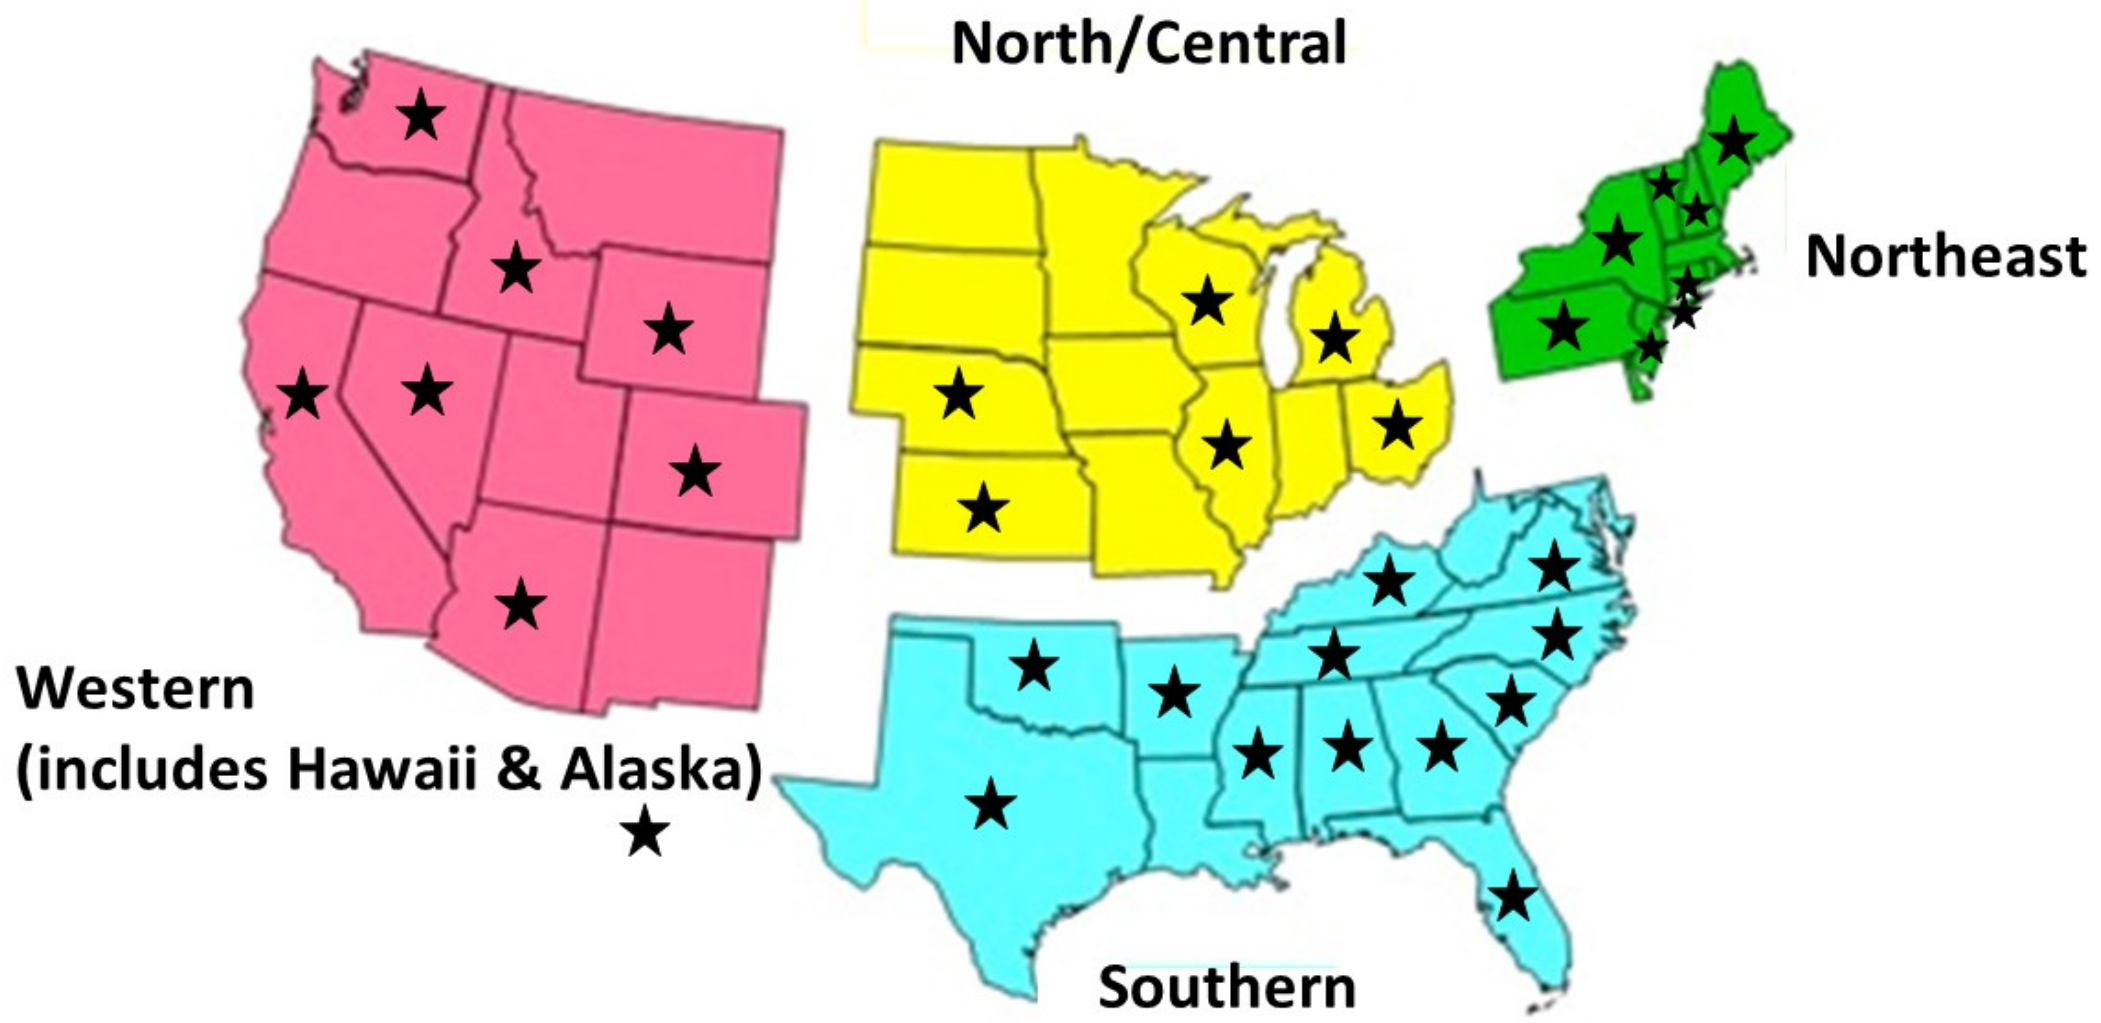 North/Central
Northeast
Western
(includes Hawaii & Alaska)
Southern